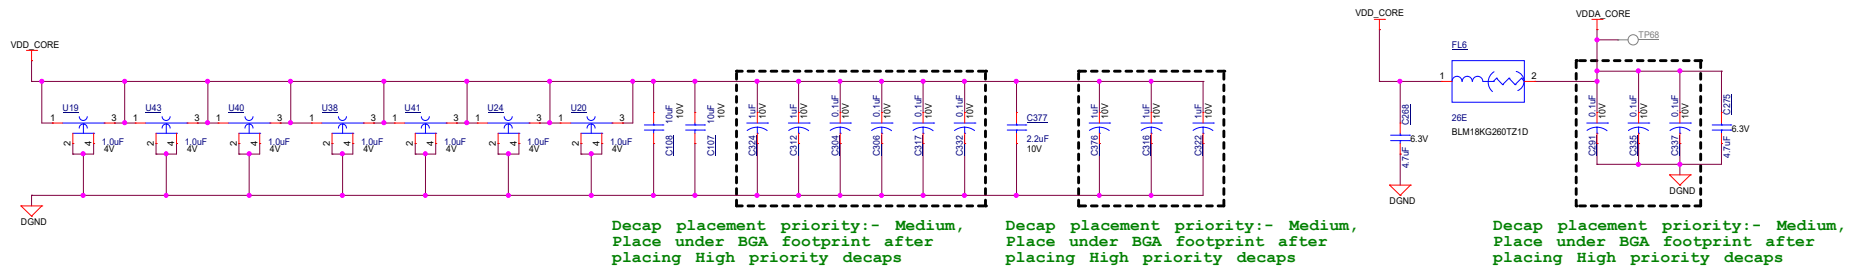 VDD_CORE
U19
1
3
2
4
1.0uF
4V
U43
1
3
2
4
1.0uF
4V
U40
1
3
2
4
1.0uF
4V
U38
1
3
2
4
1.0uF
4V
U41
1
3
2
4
1.0uF
4V
U24
1
3
2
4
1.0uF
4V
U20
1
3
2
4
1.0uF
4V
C108
10uF
10V
C107
10uF
10V
C324
1uF
10V
C312
1uF
10V
C304
0.1uF
10V
C306
0.1uF
10V
C317
0.1uF
10V
C332
0.1uF
10V
C377
2.2uF
10V
C376
1uF
10V
C316
1uF
10V
C322
0.1uF
10V
DGND
Decap placement priority:- Medium,
Place under BGA footprint after
placing High priority decaps
Decap placement priority:- Medium,
Place under BGA footprint after
placing High priority decaps
VDD_CORE
C268
6.3V
4.7uF
DGND
FL6
1
2
26E
BLM18KG260TZ1D
VDDA_CORE
TP68
C291
0.1uF
10V
C335
0.1uF
10V
C337
0.1uF
10V
C275
6.3V
4.7uF
DGND
Decap placement priority:- Medium,
Place under BGA footprint after
placing High priority decaps